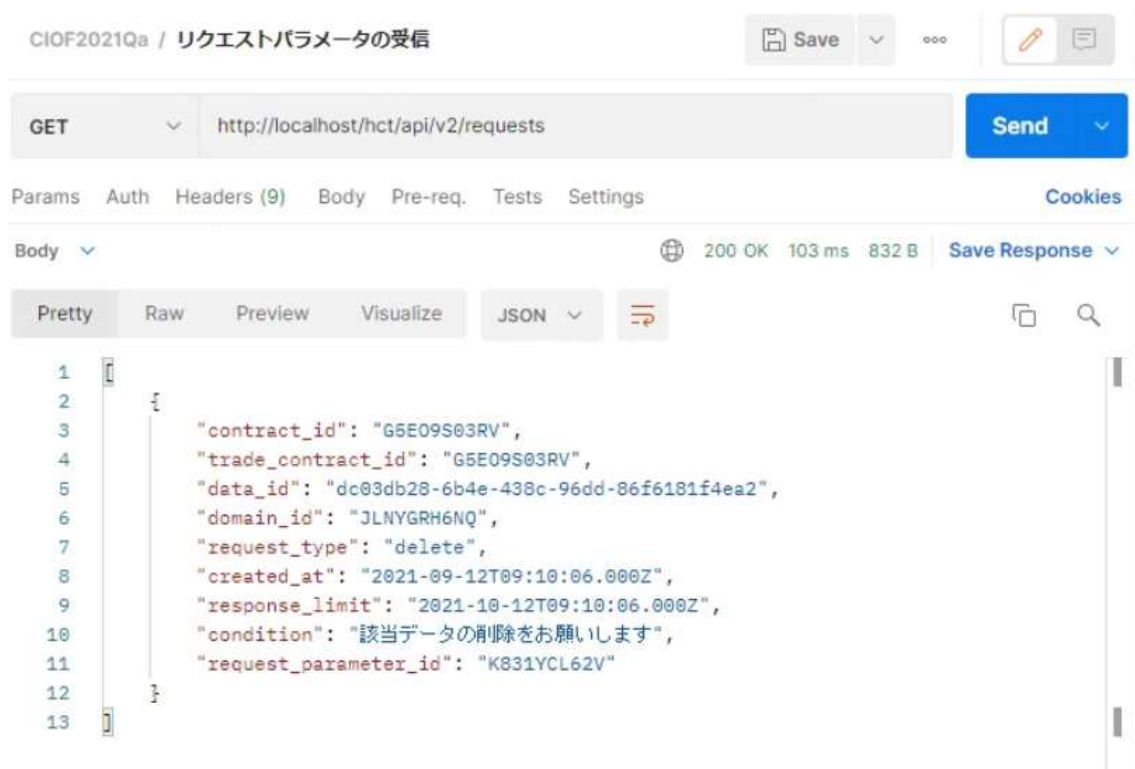 CIOF2021Qa / リクエストパラメータの受信
Save
GET http://localhost/hct/api/v2/requests Send
Params Auth Headers (9) Body Pre-req. Tests Settings Cookies
Body 200 OK 103 ms 832 B Save Response
Pretty Raw Preview Visualize JSON
1 [
2 {
3 "contract_id": "G5EO9S03RV",
4 "trade_contract_id": "G5EO9S03RV",
5 "data_id": "dc03db28-6b4e-438c-96dd-86f6181f4ea2",
6 "domain_id": "JLNYGRH6NQ",
7 "request_type": "delete",
8 "created_at": "2021-09-12T09:10:06.000Z",
9 "response_limit": "2021-10-12T09:10:06.000Z",
10 "condition": "該当データの削除をお願いします",
11 "request_parameter_id": "K831YCL62V"
12 }
13 ]